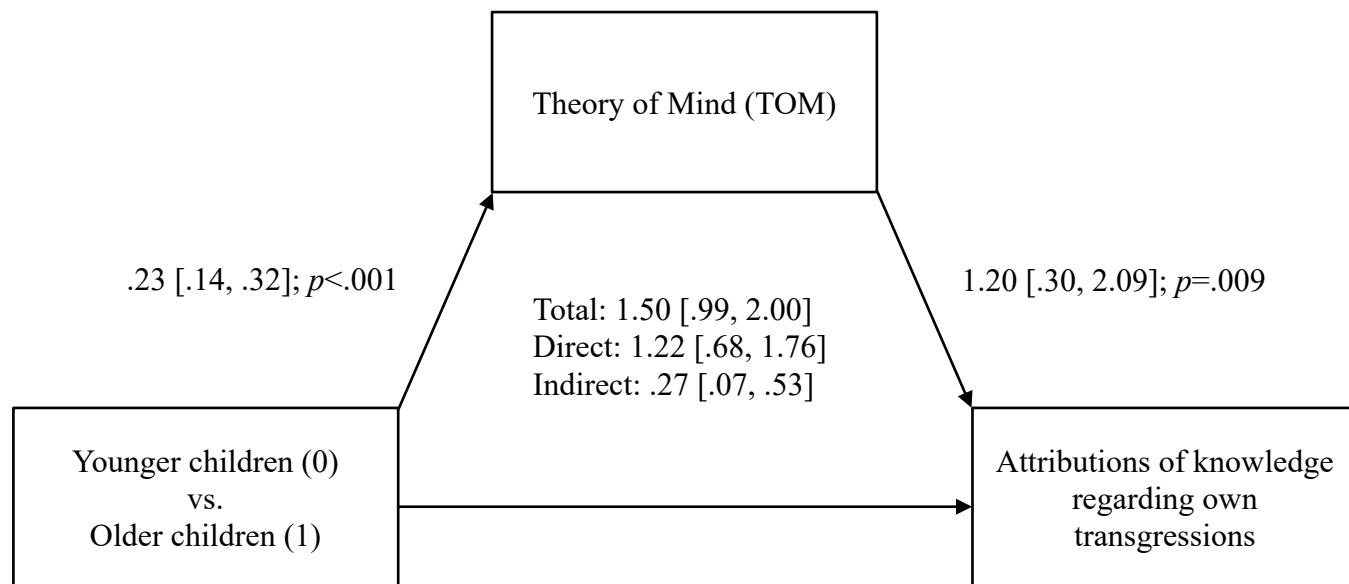 Theory of Mind (TOM)
.23 [.14, .32]; p<.001
1.20 [.30, 2.09]; p=.009
Total: 1.50 [.99, 2.00]
Direct: 1.22 [.68, 1.76]
Indirect: .27 [.07, .53]
Younger children (0)
vs.
Older children (1)
Attributions of knowledge
regarding own
transgressions